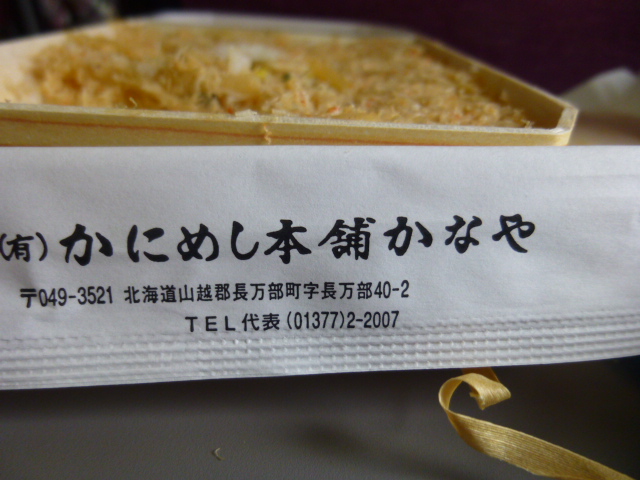 (有)かにめし本舗かなや
〒049-3521 北海道山越郡長万部町字長万部40-2
TEL代表(01377)2-2007